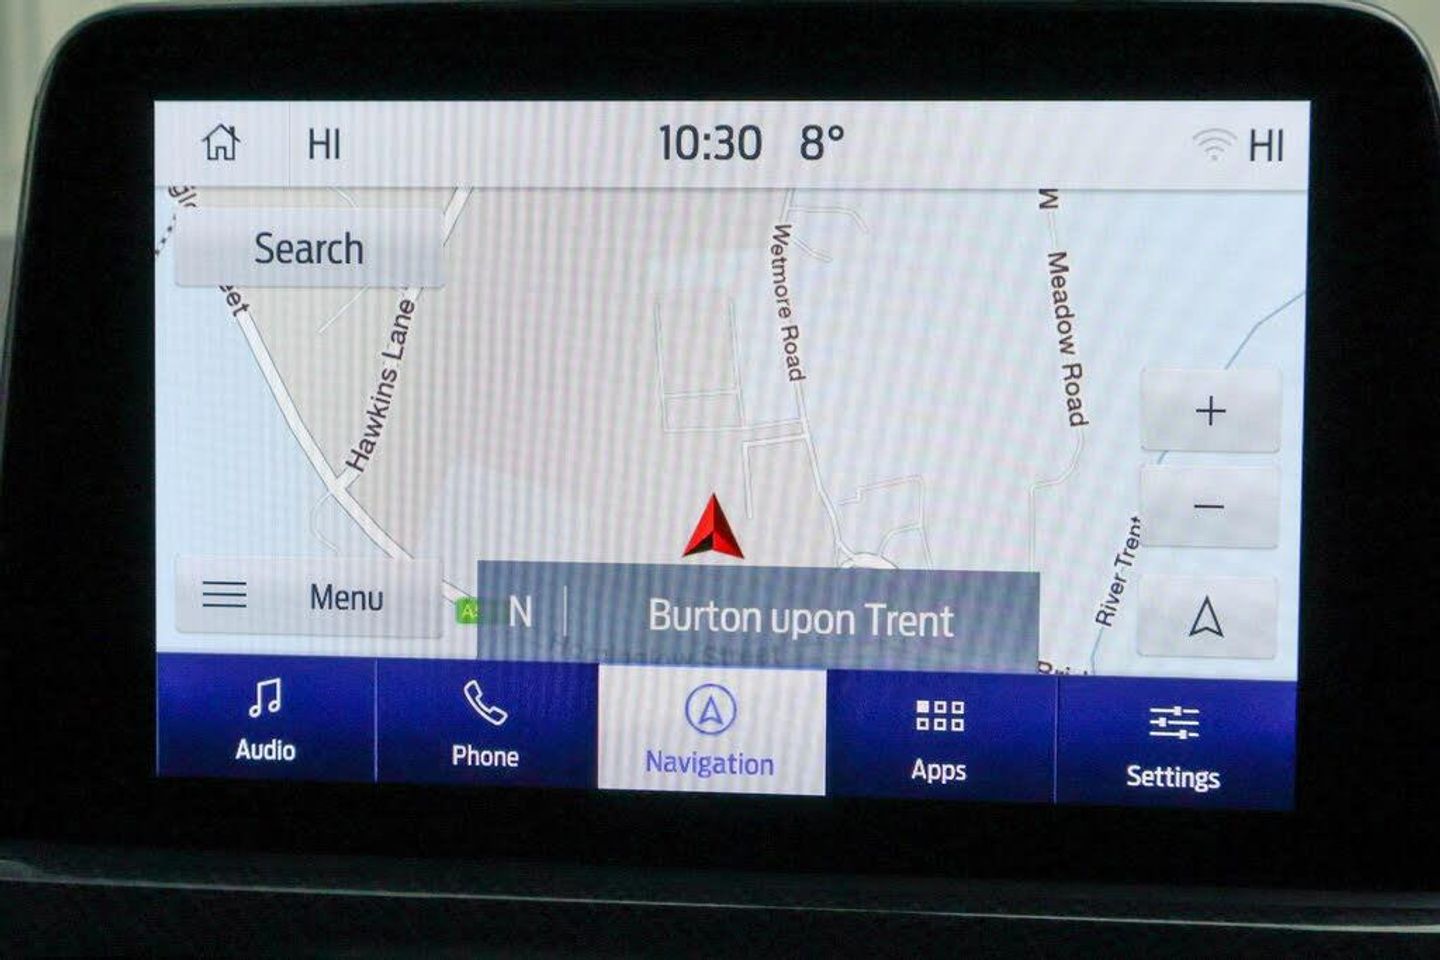 HI
10:30 8°
HI
Search
Hawkins Lane
Wetmore Road
W
Meadow Road
+
−
River Trent
Menu
N
Burton upon Trent
Audio
Phone
Navigation
Apps
Settings